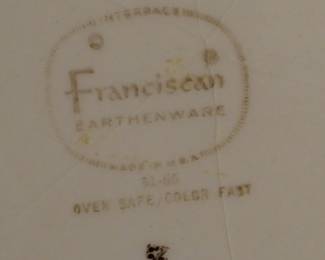 INTERPACE
Franciscan
EARTHENWARE
MADE IN U.S.A.
OVEN SAFE/COLOR FAST